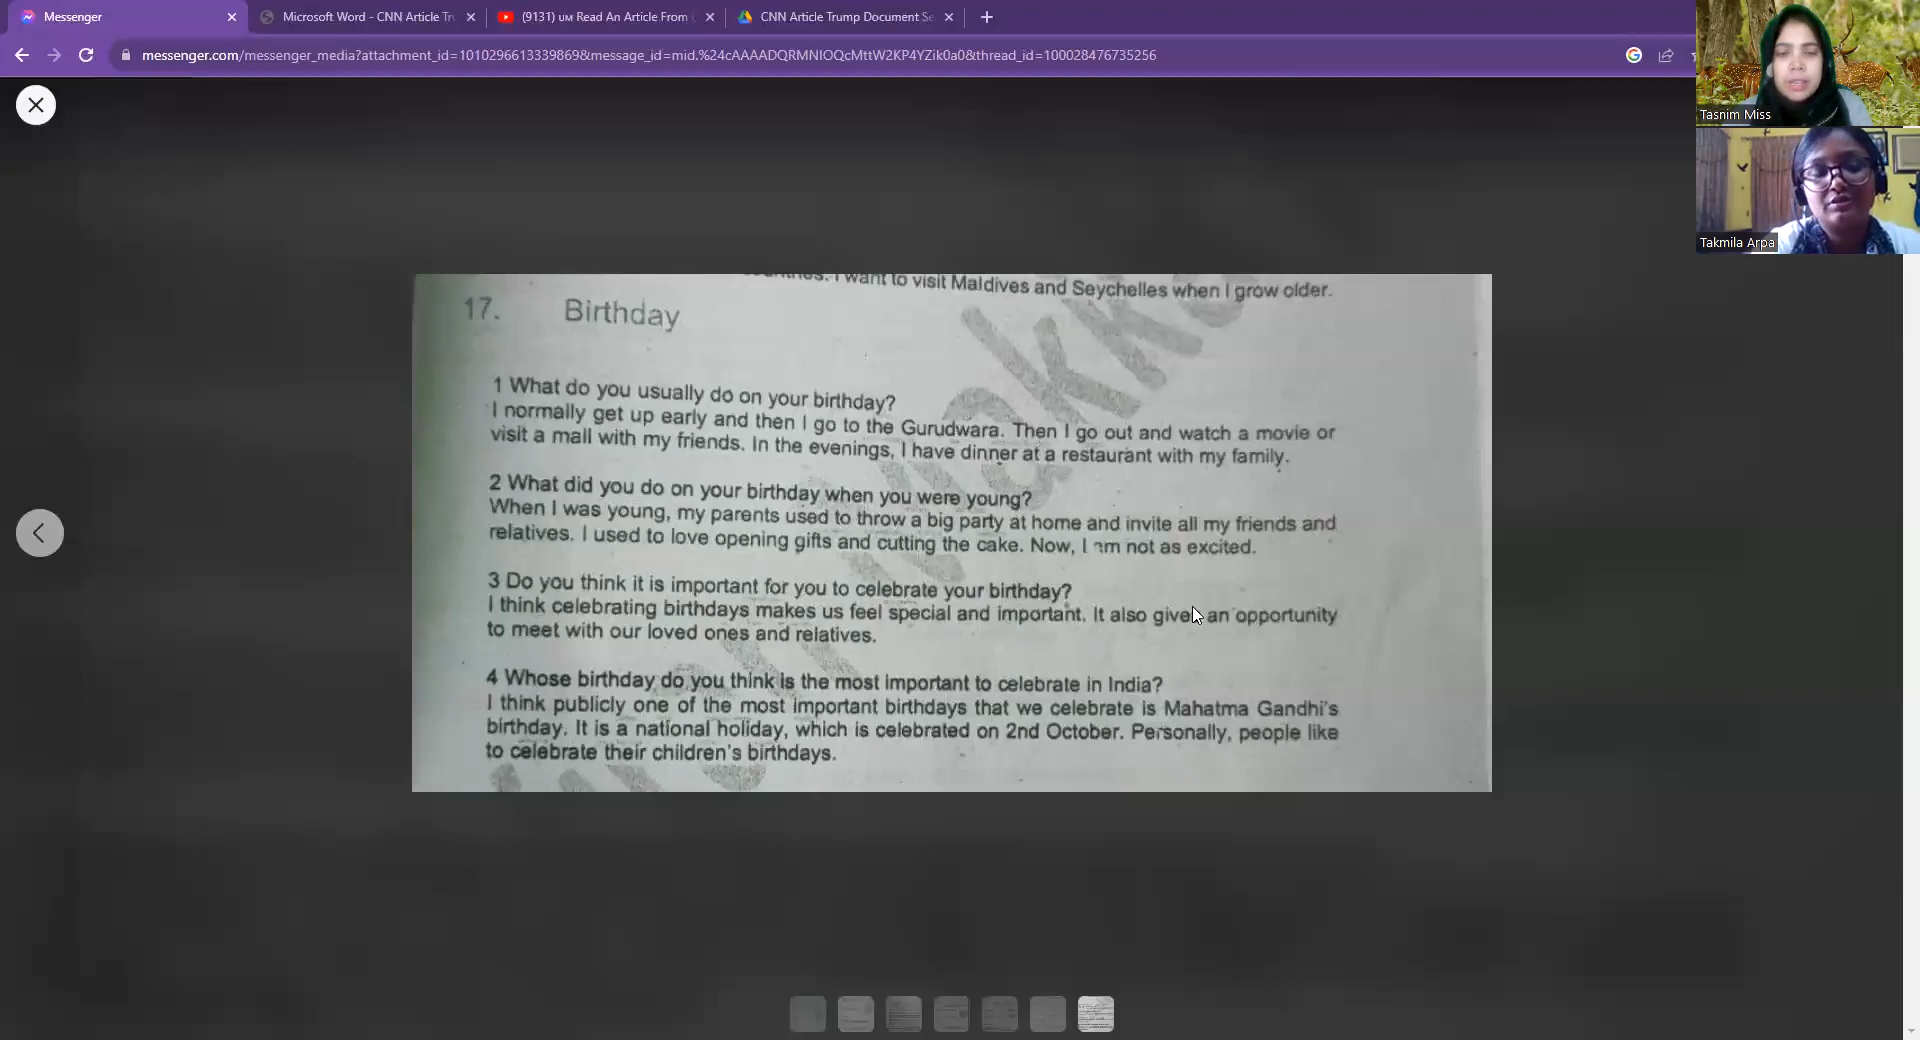 Messenger
Microsoft Word - CNN Article Tr
(9131) ᴜᴍ Read An Article From
CNN Article Trump Document Se
messenger.com/messenger_media?attachment_id=1010296613339869&message_id=mid.%24cAAAADQRMNIOQcMttW2KP4YZik0a0&thread_id=100028476735256
Tasnim Miss
Takmila Arpa
I want to visit Maldives and Seychelles when I grow older.
17. Birthday
1 What do you usually do on your birthday?
I normally get up early and then I go to the Gurudwara. Then I go out and watch a movie or
visit a mall with my friends. In the evenings, I have dinner at a restaurant with my family.
2 What did you do on your birthday when you were young?
When I was young, my parents used to throw a big party at home and invite all my friends and
relatives. I used to love opening gifts and cutting the cake. Now, I am not as excited.
3 Do you think it is important for you to celebrate your birthday?
I think celebrating birthdays makes us feel special and important. It also gives an opportunity
to meet with our loved ones and relatives.
4 Whose birthday do you think is the most important to celebrate in India?
I think publicly one of the most important birthdays that we celebrate is Mahatma Gandhi's
birthday. It is a national holiday, which is celebrated on 2nd October. Personally, people like
to celebrate their children's birthdays.